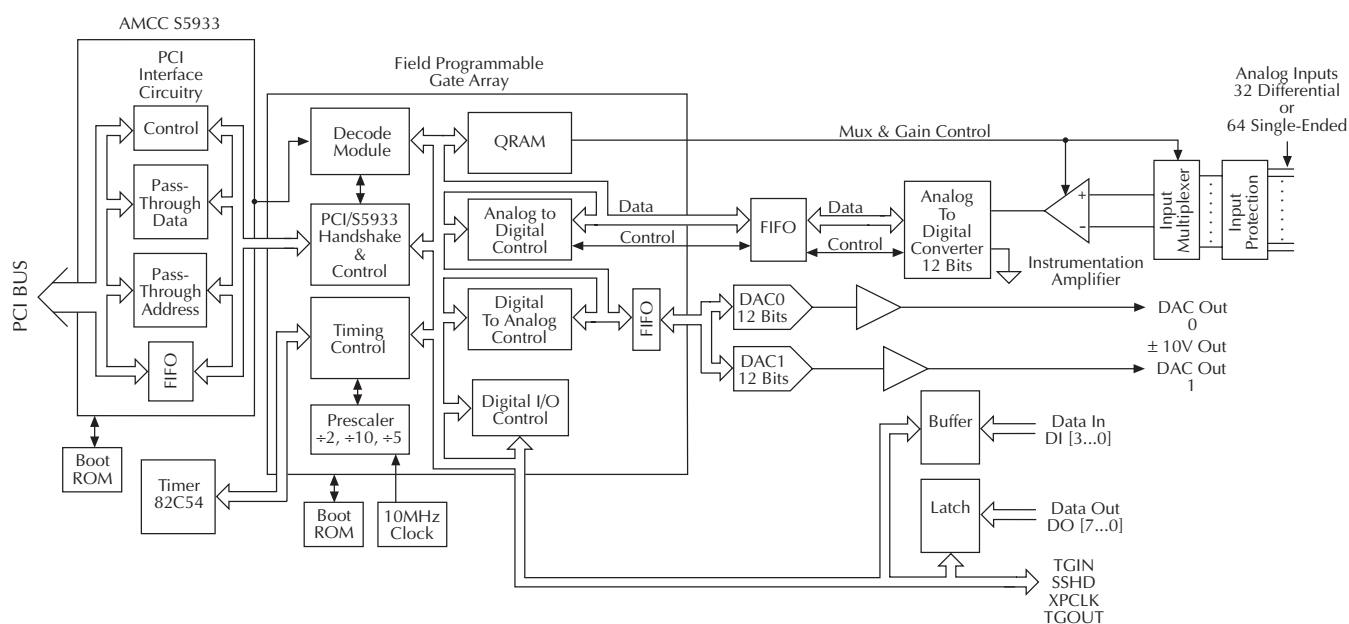 AMCC S5933
PCI
Interface
Circuitry
Control
Pass-
Through
Data
Pass-
Through
Address
FIFO
PCI BUS
Boot
ROM
Timer
82C54
Field Programmable
Gate Array
Decode
Module
QRAM
PCI/S5933
Handshake
&
Control
Analog to
Digital
Control
Timing
Control
Digital
To Analog
Control
FIFO
Prescaler
÷2, ÷10, ÷5
Digital I/O
Control
Boot
ROM
10MHz
Clock
Data
Control
FIFO
Data
Control
Analog
To
Digital
Converter
12 Bits
Mux & Gain Control
+
-
Instrumentation
Amplifier
Input
Multiplexer
Input
Protection
Analog Inputs
32 Differential
or
64 Single-Ended
DAC0
12 Bits
DAC1
12 Bits
DAC Out
0
± 10V Out
DAC Out
1
Buffer
Data In
DI [3...0]
Latch
Data Out
DO [7...0]
TGIN
SSHD
XPCLK
TGOUT